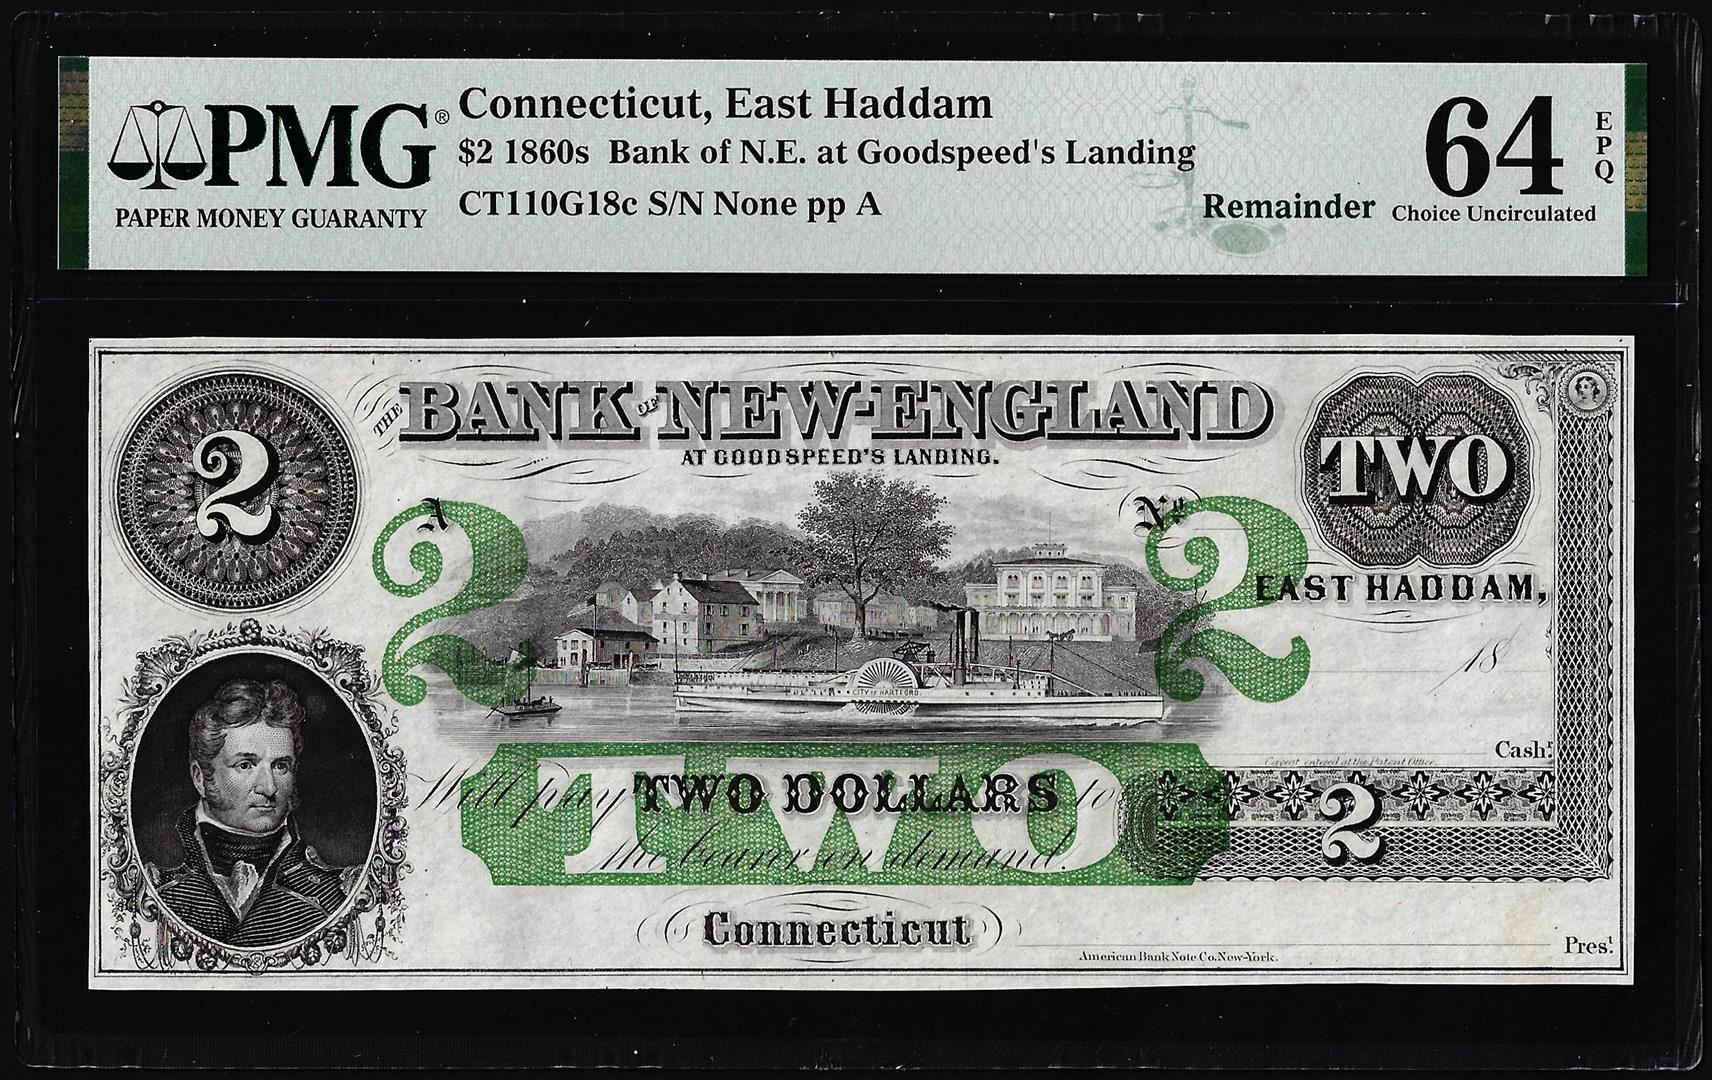 PMG®
PAPER MONEY GUARANTY
Connecticut, East Haddam
$2 1860s Bank of N.E. at Goodspeed's Landing
CT110G18c S/N None pp A
Remainder
64 EPQ
Choice Uncirculated
THE BANK OF NEW-ENGLAND
AT GOODSPEED'S LANDING.
2
TWO
A
No
2
2
EAST HADDAM,
18
CITY OF HARTFORD.
Cash.r
Caveat entered at the Patent Office.
TWO
Will pay TWO DOLLARS to
the bearer on demand.
2
Connecticut
Pres.t
American Bank Note Co. New-York.